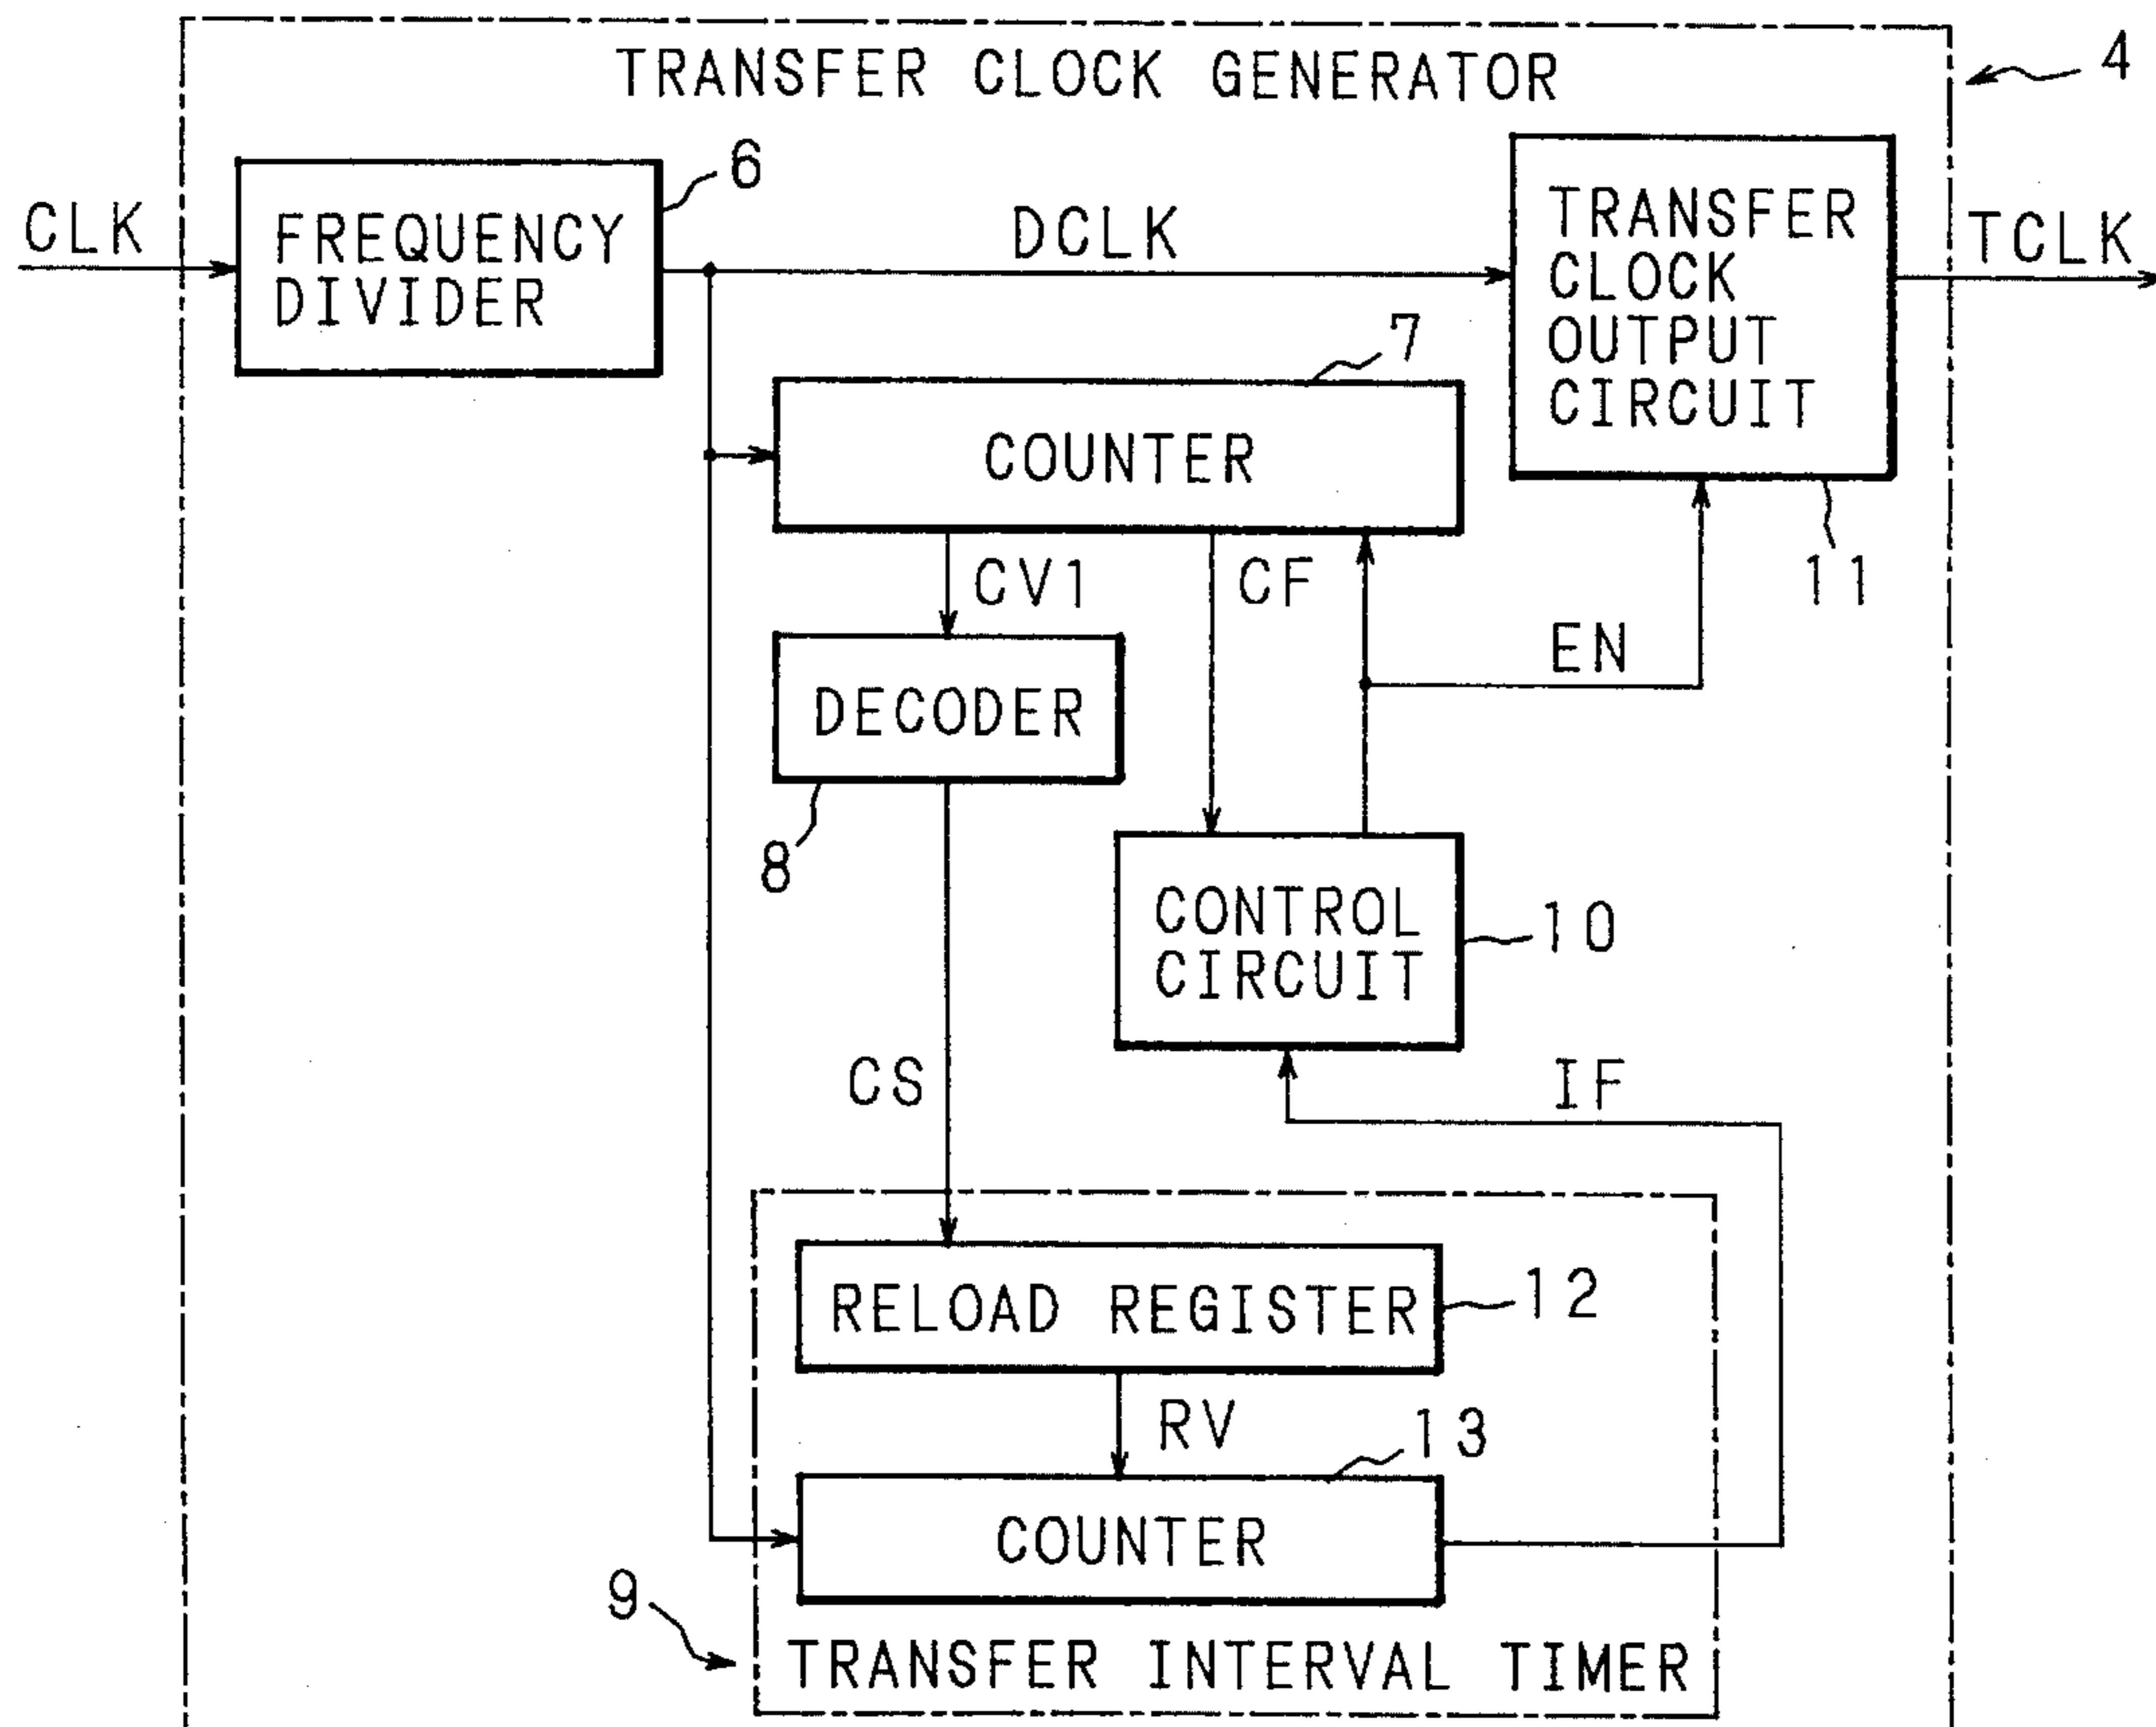 TRANSFER CLOCK GENERATOR
4
6
CLK
FREQUENCY
DIVIDER
DCLK
TRANSFER
CLOCK
OUTPUT
CIRCUIT
TCLK
7
COUNTER
11
CV1
CF
EN
DECODER
8
CONTROL
CIRCUIT
10
CS
IF
RELOAD REGISTER
12
RV
13
COUNTER
9
TRANSFER INTERVAL TIMER